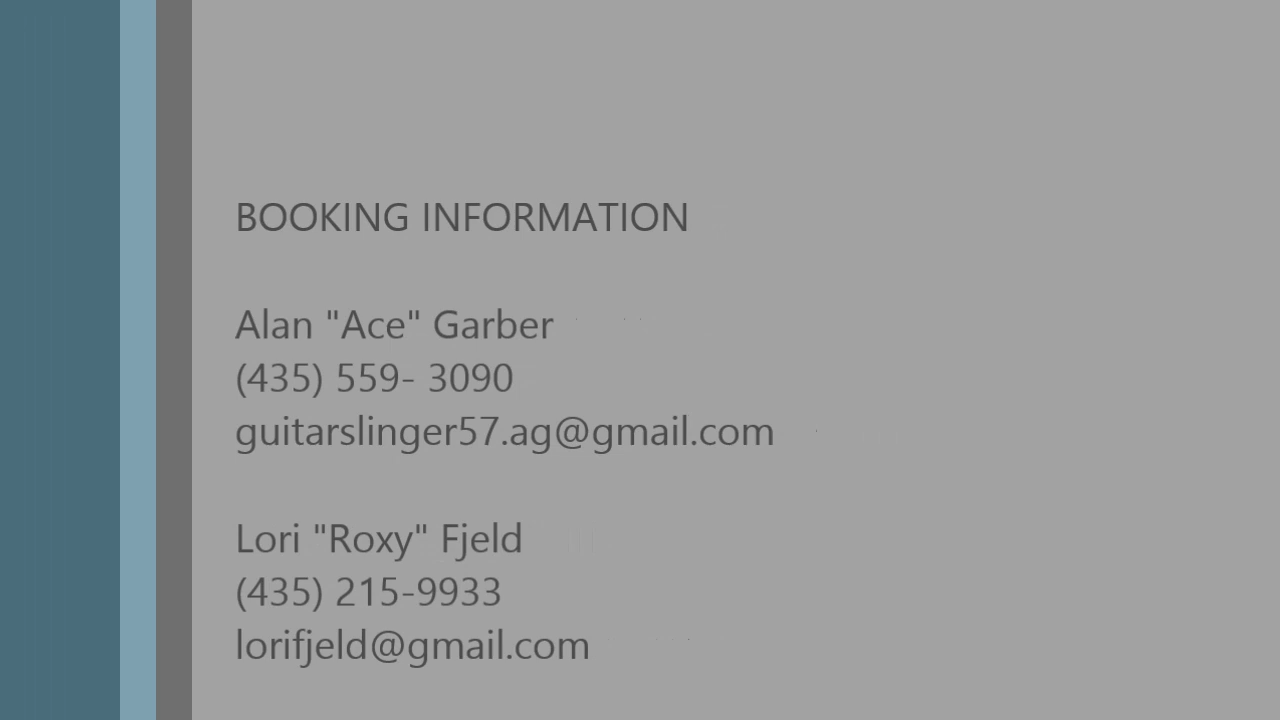 BOOKING INFORMATION
Alan "Ace" Garber
(435) 559- 3090
guitarslinger57.ag@gmail.com
Lori "Roxy" Fjeld
(435) 215-9933
lorifjeld@gmail.com